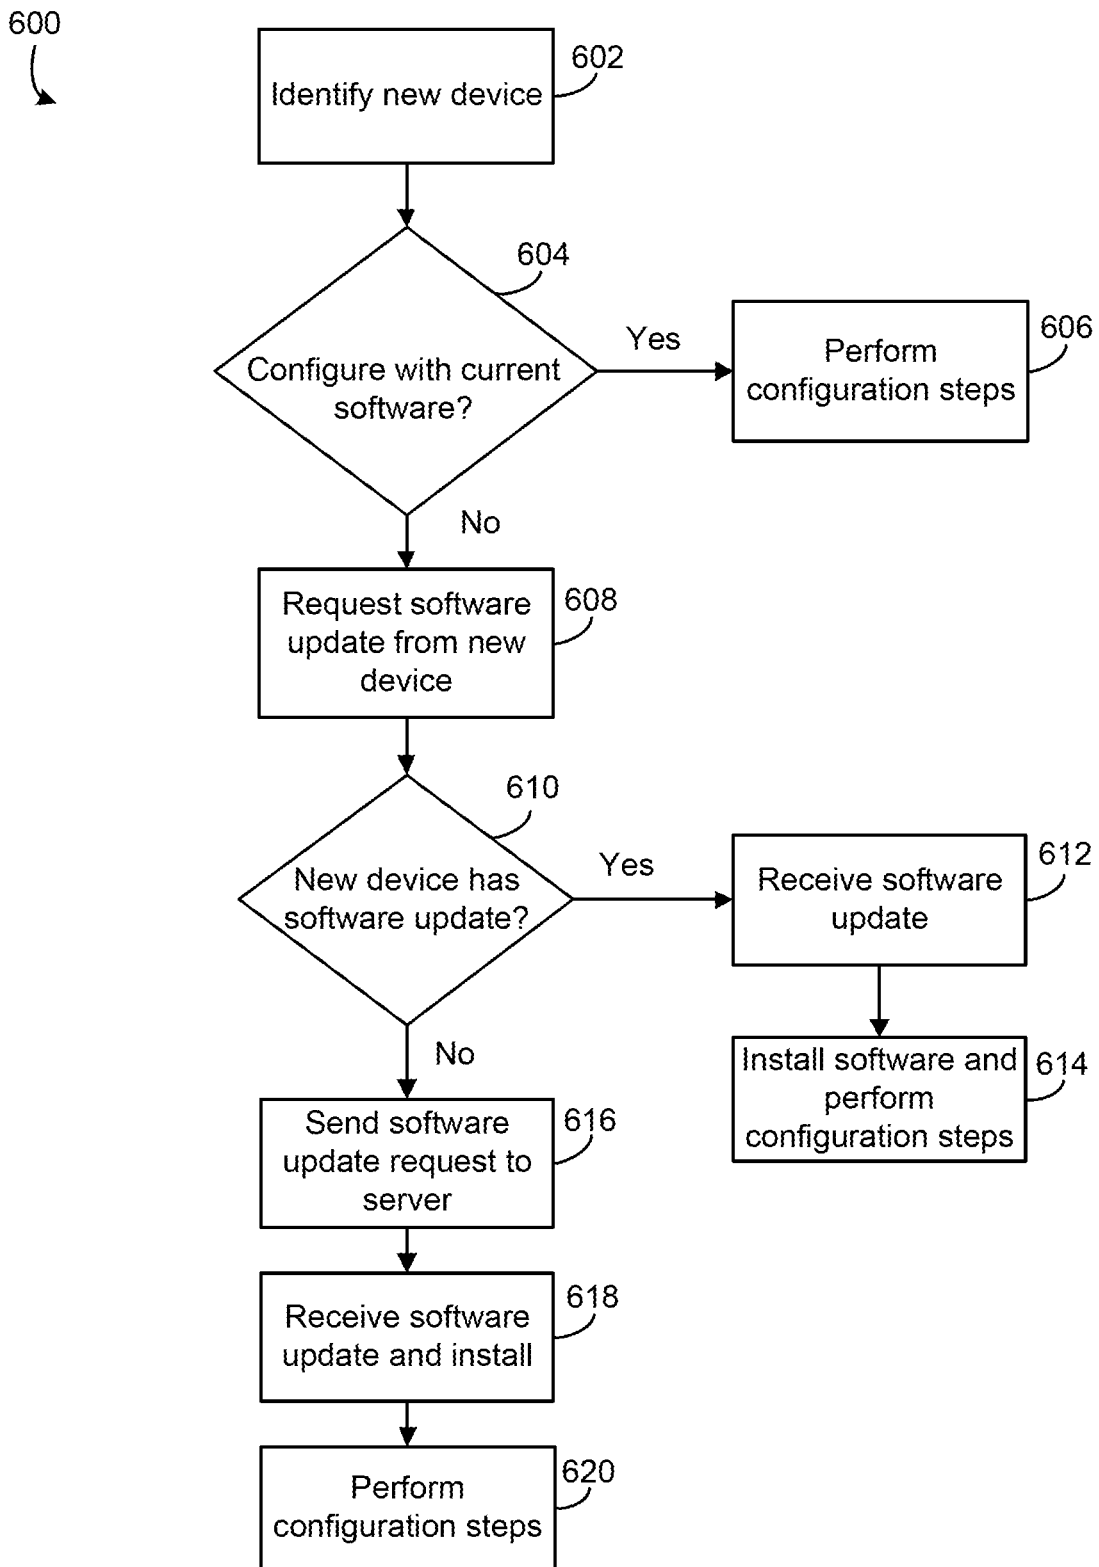 600
Identify new device
602
604
Configure with current
software?
Yes
Perform
configuration steps
606
No
Request software
update from new
device
608
610
New device has
software update?
Yes
Receive software
update
612
Install software and
perform
configuration steps
614
No
Send software
update request to
server
616
Receive software
update and install
618
Perform
configuration steps
620